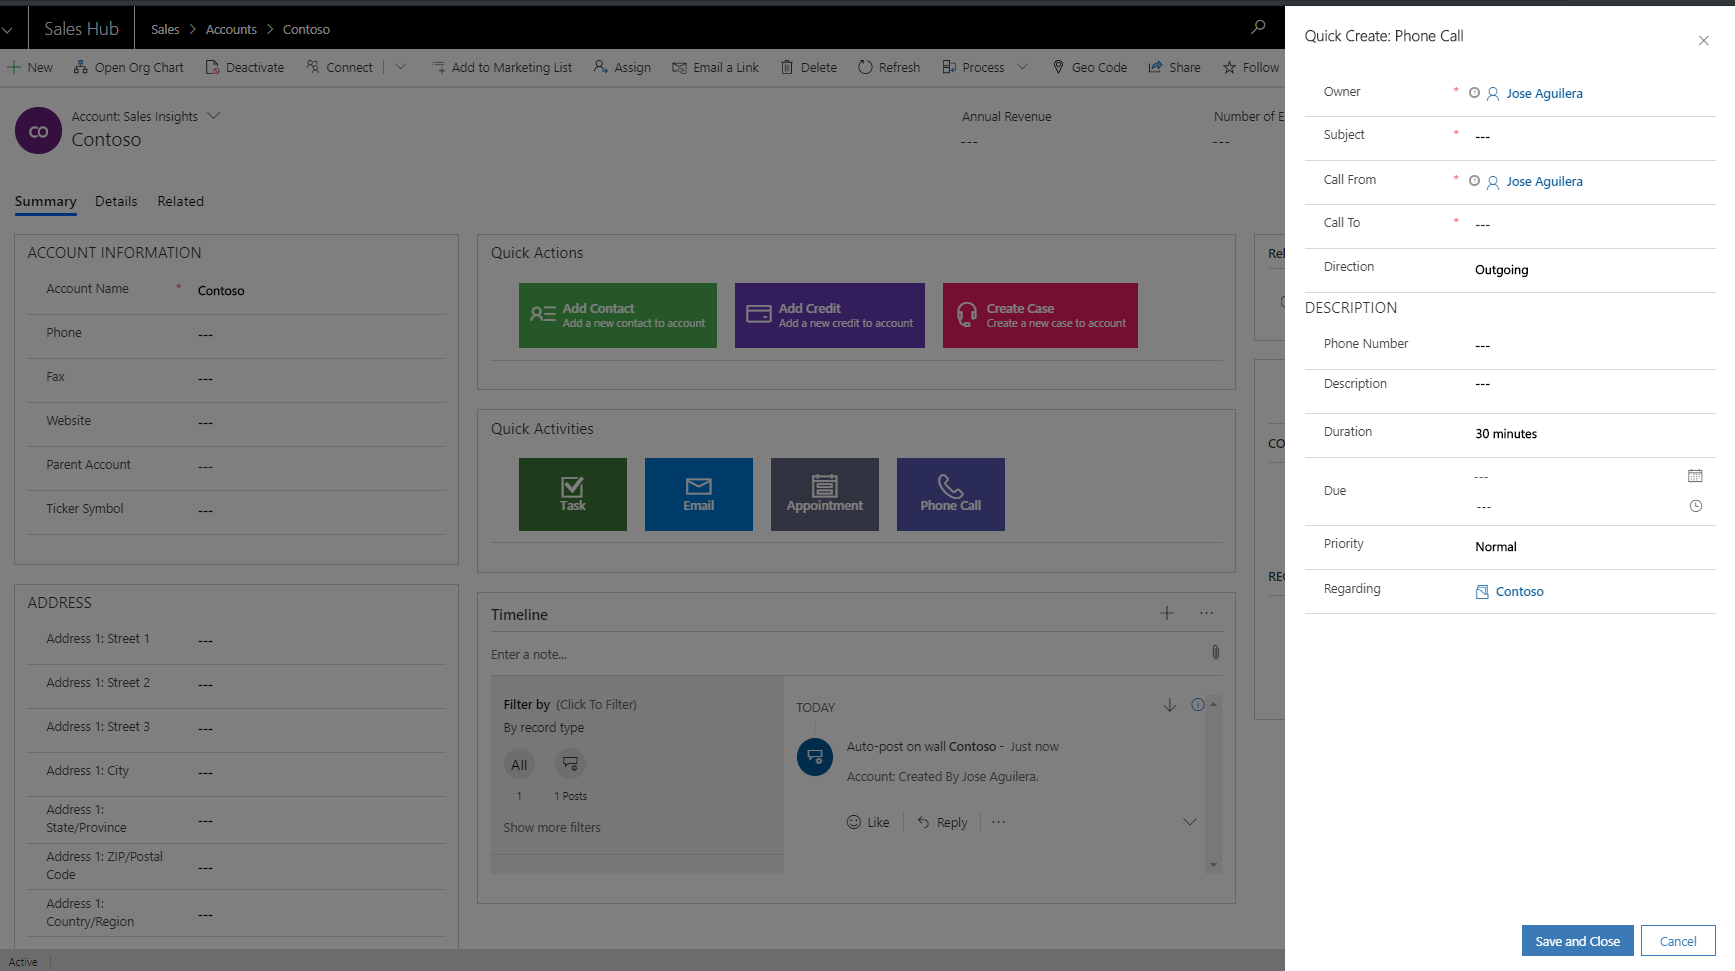 Sales Hub
Sales > Accounts > Contoso
New
Open Org Chart
Deactivate
Connect
Add to Marketing List
Assign
Email a Link
Delete
Refresh
Process
Geo Code
Share
Follow
CO
Account: Sales Insights
Contoso
Annual Revenue
---
Number of E
---
Summary
Details
Related
ACCOUNT INFORMATION
Account Name * Contoso
Phone ---
Fax ---
Website ---
Parent Account ---
Ticker Symbol ---
ADDRESS
Address 1: Street 1 ---
Address 1: Street 2 ---
Address 1: Street 3 ---
Address 1: City ---
Address 1:
State/Province ---
Address 1: ZIP/Postal
Code ---
Address 1:
Country/Region ---
Active
Quick Actions
Add Contact
Add a new contact to account
Add Credit
Add a new credit to account
Create Case
Create a new case to account
Quick Activities
Task
Email
Appointment
Phone Call
Timeline
Enter a note...
Filter by (Click To Filter)
By record type
All
1
1 Posts
Show more filters
TODAY
Auto-post on wall Contoso - Just now
Account: Created By Jose Aguilera.
Like
Reply
Rel
CO
REC
Quick Create: Phone Call
Owner * Jose Aguilera
Subject * ---
Call From * Jose Aguilera
Call To * ---
Direction Outgoing
DESCRIPTION
Phone Number ---
Description ---
Duration 30 minutes
Due ---
---
Priority Normal
Regarding Contoso
Save and Close
Cancel